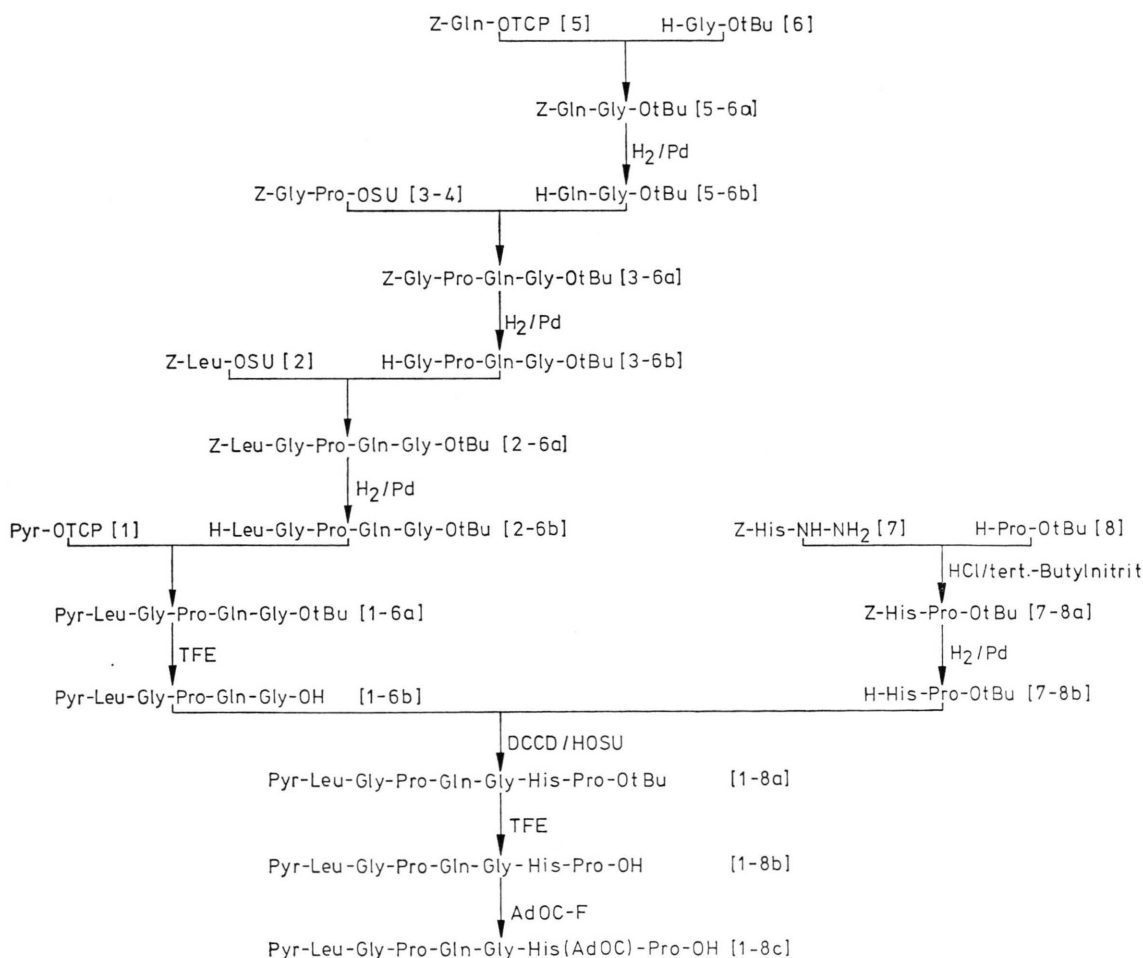 Z-Gln-OTCP [5] H-Gly-OtBu [6]
Z-Gln-Gly-OtBu [5-6a]
H2/Pd
Z-Gly-Pro-OSU [3-4] H-Gln-Gly-OtBu [5-6b]
Z-Gly-Pro-Gln-Gly-OtBu [3-6a]
H2/Pd
Z-Leu-OSU [2] H-Gly-Pro-Gln-Gly-OtBu [3-6b]
Z-Leu-Gly-Pro-Gln-Gly-OtBu [2-6a]
H2/Pd
Pyr-OTCP [1] H-Leu-Gly-Pro-Gln-Gly-OtBu [2-6b] Z-His-NH-NH2 [7] H-Pro-OtBu [8]
HCl/tert.-Butylnitrit
Pyr-Leu-Gly-Pro-Gln-Gly-OtBu [1-6a] Z-His-Pro-OtBu [7-8a]
TFE H2/Pd
Pyr-Leu-Gly-Pro-Gln-Gly-OH [1-6b] H-His-Pro-OtBu [7-8b]
DCCD/HOSU
Pyr-Leu-Gly-Pro-Gln-Gly-His-Pro-OtBu [1-8a]
TFE
Pyr-Leu-Gly-Pro-Gln-Gly-His-Pro-OH [1-8b]
AdOC-F
Pyr-Leu-Gly-Pro-Gln-Gly-His(AdOC)-Pro-OH [1-8c]